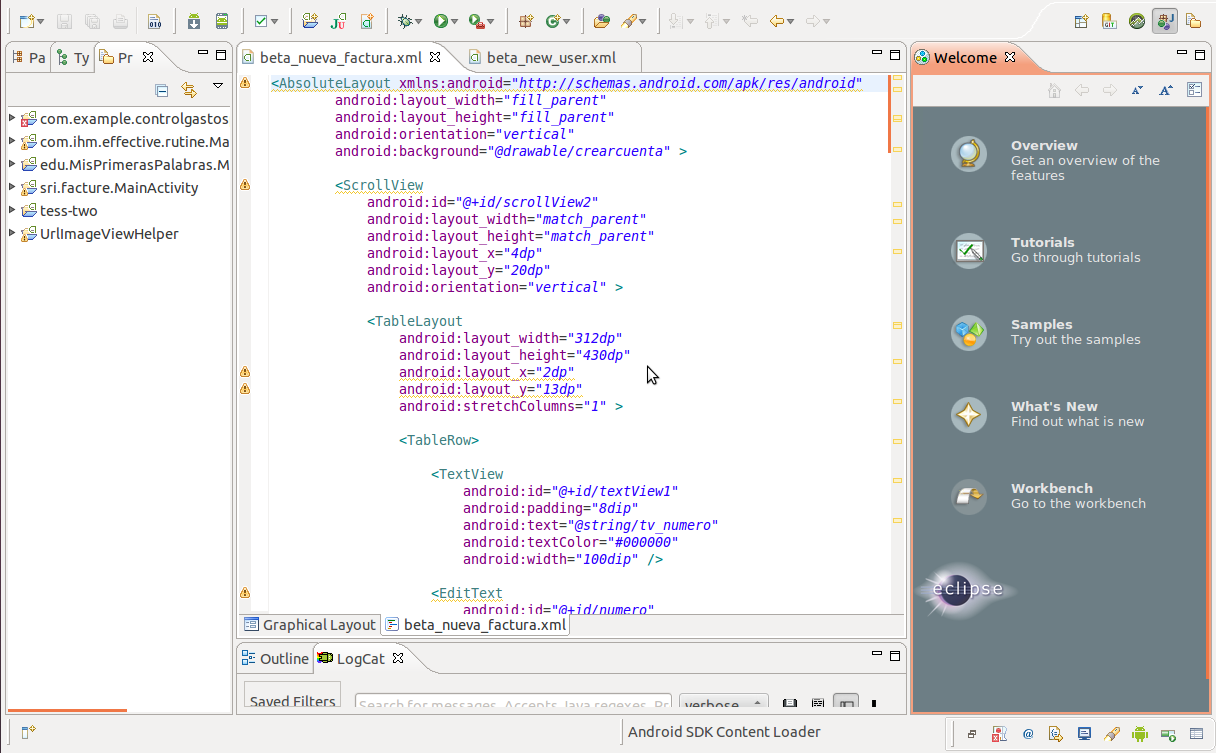 Pa
Ty
Pr
com.example.controlgastos
com.ihm.effective.rutine.Ma
edu.MisPrimerasPalabras.M
sri.facture.MainActivity
tess-two
UrlImageViewHelper
beta_nueva_factura.xml
beta_new_user.xml
<AbsoluteLayout xmlns:android="http://schemas.android.com/apk/res/android"
android:layout_width="fill_parent"
android:layout_height="fill_parent"
android:orientation="vertical"
android:background="@drawable/crearcuenta" >
<ScrollView
android:id="@+id/scrollView2"
android:layout_width="match_parent"
android:layout_height="match_parent"
android:layout_x="4dp"
android:layout_y="20dp"
android:orientation="vertical" >
<TableLayout
android:layout_width="312dp"
android:layout_height="430dp"
android:layout_x="2dp"
android:layout_y="13dp"
android:stretchColumns="1" >
<TableRow>
<TextView
android:id="@+id/textView1"
android:padding="8dip"
android:text="@string/tv_numero"
android:textColor="#000000"
android:width="100dip" />
<EditText
android:id="@+id/numero"
Graphical Layout
beta_nueva_factura.xml
Outline
LogCat
Saved Filters
Search for messages. Accepts Java regexes. Pr
verbose
Welcome
Overview
Get an overview of the
features
Tutorials
Go through tutorials
Samples
Try out the samples
What's New
Find out what is new
Workbench
Go to the workbench
eclipse
Android SDK Content Loader